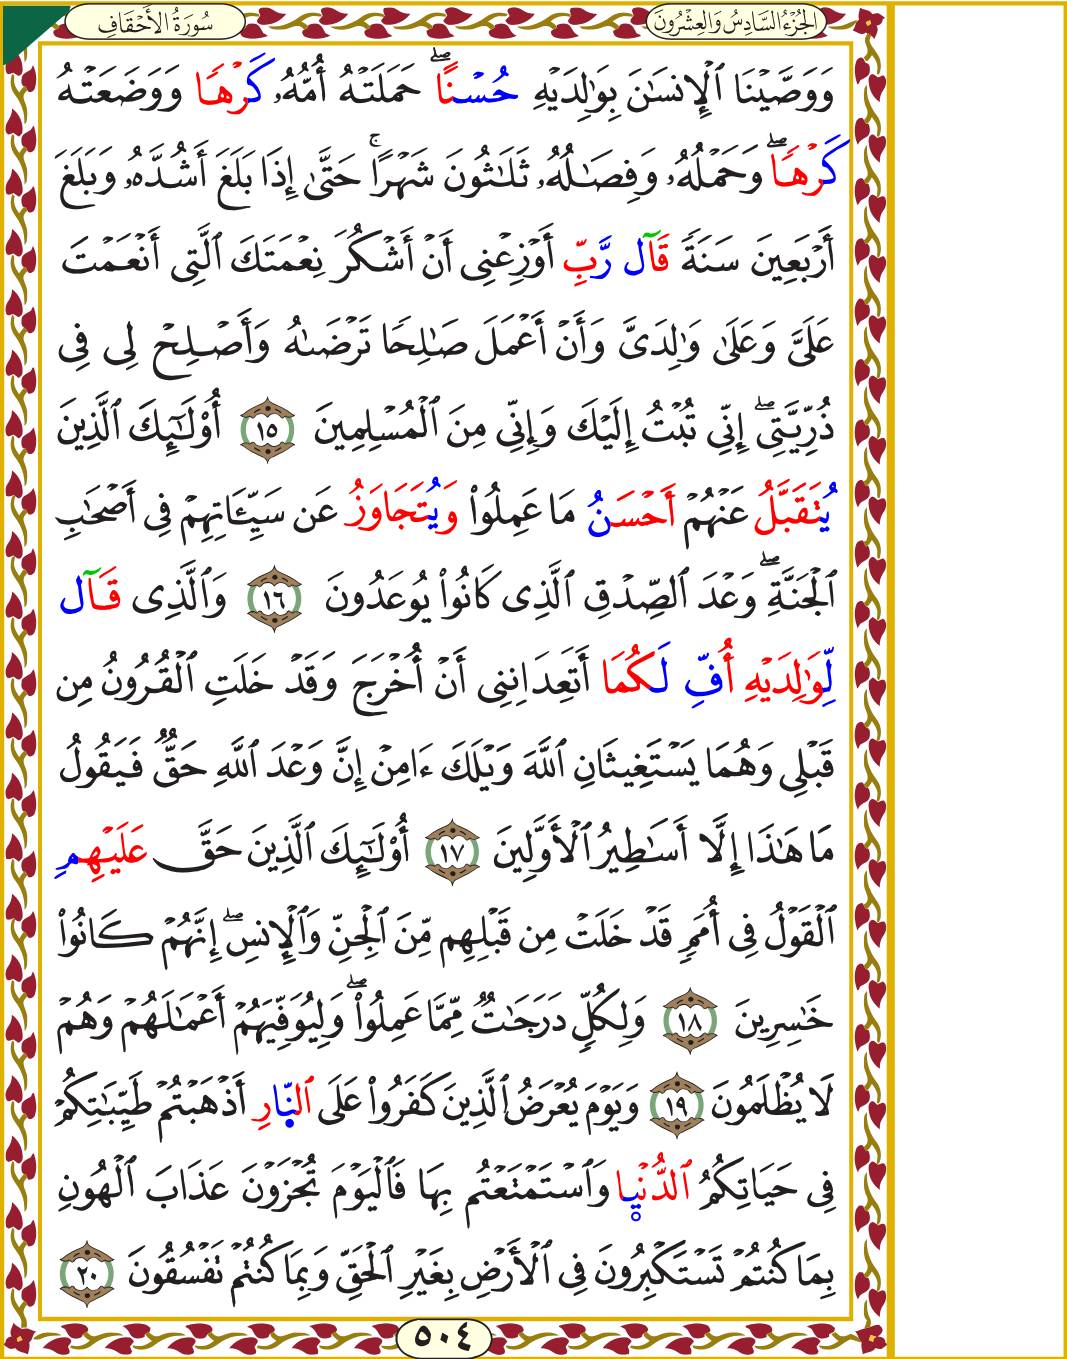 سُورَةُ الأَحْقَافِ
الجُزْءُ السَّادِسُ وَالعِشْرُونَ
وَوَصَّيْنَا ٱلْإِنسَٰنَ بِوَٰلِدَيْهِ حُسْنًاۖ حَمَلَتْهُ أُمُّهُۥ كَرْهًا وَوَضَعَتْهُ
كَرْهًاۖ وَحَمْلُهُۥ وَفِصَٰلُهُۥ ثَلَٰثُونَ شَهْرًاۚ حَتَّىٰ إِذَا بَلَغَ أَشُدَّهُۥ وَبَلَغَ
أَرْبَعِينَ سَنَةً قَآل رَّبِّ أَوْزِعْنِى أَنْ أَشْكُرَ نِعْمَتَكَ ٱلَّتِى أَنْعَمْتَ
عَلَىَّ وَعَلَىٰ وَٰلِدَىَّ وَأَنْ أَعْمَلَ صَٰلِحًا تَرْضَىٰهُ وَأَصْلِحْ لِى فِى
ذُرِّيَّتِىۖ إِنِّى تُبْتُ إِلَيْكَ وَإِنِّى مِنَ ٱلْمُسْلِمِينَ ١٥ أُو۟لَٰٓئِكَ ٱلَّذِينَ
يُتَقَبَّلُ عَنْهُمْ أَحْسَنُ مَا عَمِلُوا۟ وَيُتَجَاوَزُ عَن سَيِّـَٔاتِهِمْ فِى أَصْحَٰبِ
ٱلْجَنَّةِۖ وَعْدَ ٱلصِّدْقِ ٱلَّذِى كَانُوا۟ يُوعَدُونَ ١٦ وَٱلَّذِى قَآل
لِّوَٰلِدَيْهِ أُفِّ لَكُمَا أَتَعِدَانِنِى أَنْ أُخْرَجَ وَقَدْ خَلَتِ ٱلْقُرُونُ مِن
قَبْلِى وَهُمَا يَسْتَغِيثَانِ ٱللَّهَ وَيْلَكَ ءَامِنْ إِنَّ وَعْدَ ٱللَّهِ حَقٌّ فَيَقُولُ
مَا هَٰذَا إِلَّا أَسَٰطِيرُ ٱلْأَوَّلِينَ ١٧ أُو۟لَٰٓئِكَ ٱلَّذِينَ حَقَّ عَلَيْهِمِ
ٱلْقَوْلُ فِى أُمَمٍ قَدْ خَلَتْ مِن قَبْلِهِم مِّنَ ٱلْجِنِّ وَٱلْإِنسِۖ إِنَّهُمْ كَانُوا۟
خَٰسِرِينَ ١٨ وَلِكُلٍّ دَرَجَٰتٌ مِّمَّا عَمِلُوا۟ۖ وَلِيُوَفِّيَهُمْ أَعْمَٰلَهُمْ وَهُمْ
لَا يُظْلَمُونَ ١٩ وَيَوْمَ يُعْرَضُ ٱلَّذِينَ كَفَرُوا۟ عَلَى ٱلنَّارِ أَذْهَبْتُمْ طَيِّبَٰتِكُمْ
فِى حَيَاتِكُمُ ٱلدُّنْيَا وَٱسْتَمْتَعْتُم بِهَا فَٱلْيَوْمَ تُجْزَوْنَ عَذَابَ ٱلْهُونِ
بِمَا كُنتُمْ تَسْتَكْبِرُونَ فِى ٱلْأَرْضِ بِغَيْرِ ٱلْحَقِّ وَبِمَا كُنتُمْ تَفْسُقُونَ ٢٠
٥٠٤